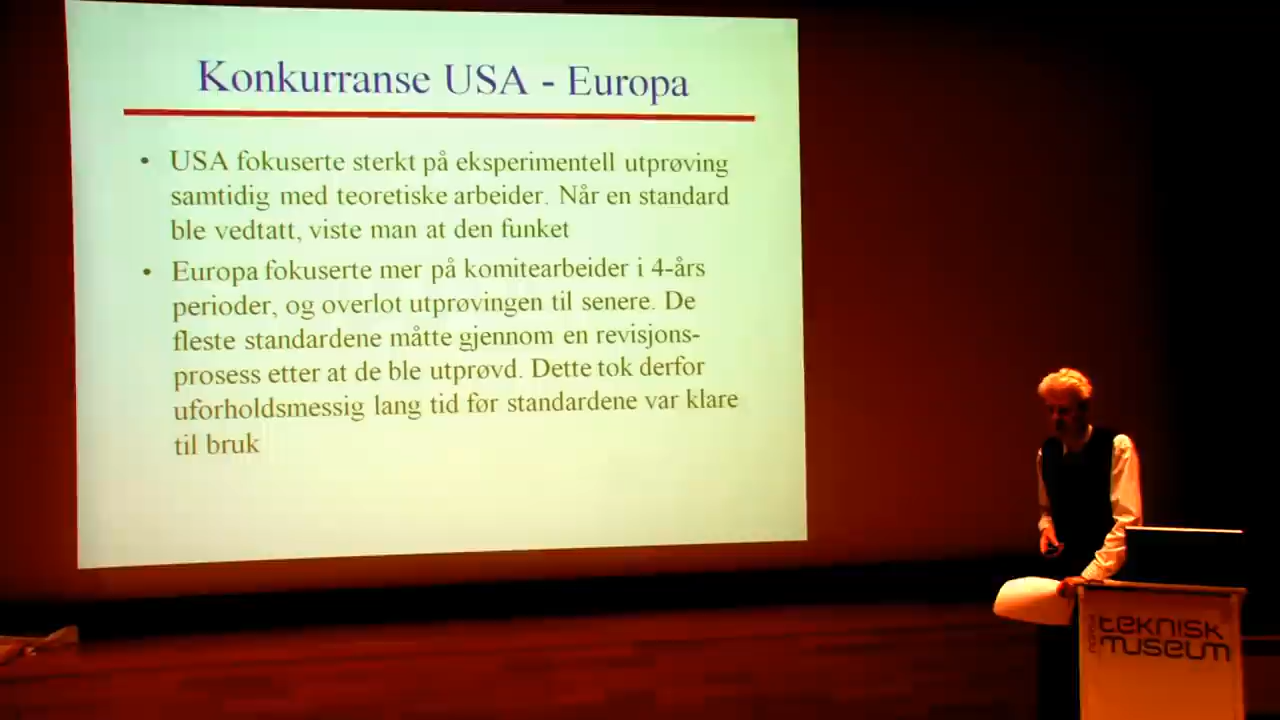 Konkurranse USA - Europa
• USA fokuserte sterkt på eksperimentell utprøving
samtidig med teoretiske arbeider. Når en standard
ble vedtatt, viste man at den funket
• Europa fokuserte mer på komitearbeider i 4-års
perioder, og overlot utprøvingen til senere. De
fleste standardene måtte gjennom en revisjons-
prosess etter at de ble utprøvd. Dette tok derfor
uforholdsmessig lang tid før standardene var klare
til bruk
teknisk
museum